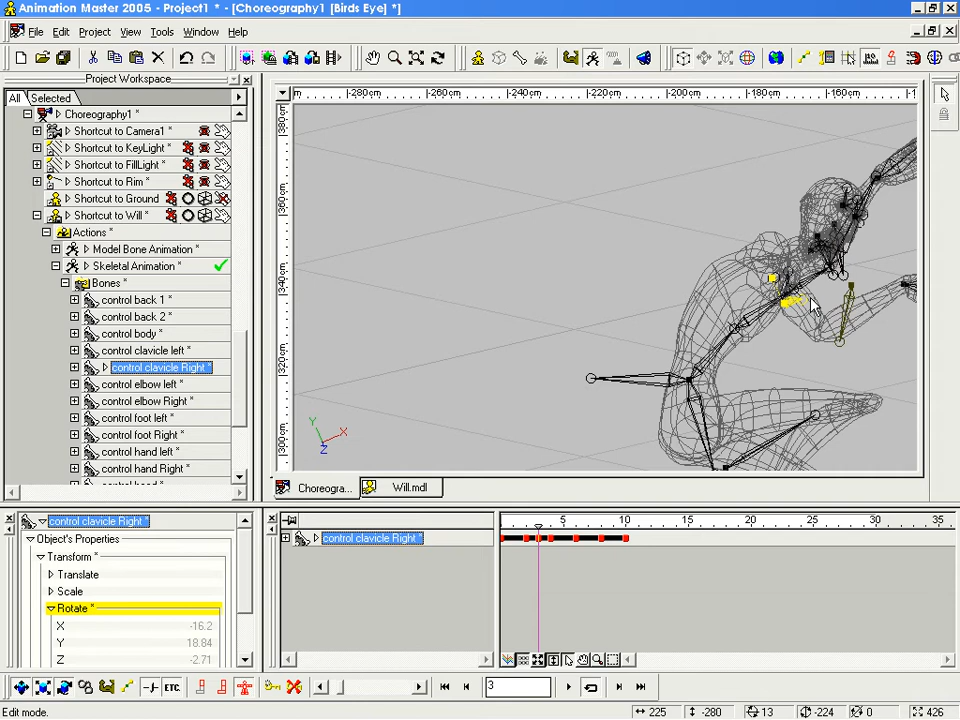 Animation Master 2005 - Project1 * - [Choreography1 [Birds Eye] *]
File Edit Project View Tools Window Help
Project Workspace
All Selected
Choreography1 *
Shortcut to Camera1 *
Shortcut to KeyLight *
Shortcut to FillLight *
Shortcut to Rim *
Shortcut to Ground
Shortcut to Will *
Actions *
Model Bone Animation *
Skeletal Animation *
Bones *
control back 1 *
control back 2 *
control body *
control clavicle left *
control clavicle Right *
control elbow left *
control elbow Right *
control foot left *
control foot Right *
control hand left *
control hand Right *
-280cm -260cm -240cm -220cm -200cm -180cm -160cm
380cm
360cm
340cm
320cm
300cm
Y
X
Z
Choreogra... Will.mdl
control clavicle Right *
Object's Properties
Transform *
Translate
Scale
Rotate *
X -16.2
Y 18.84
Z -2.71
control clavicle Right *
5 10 15 20 25 30 35
ETC.
3
Edit mode.
225 -280 13 -224 0 426